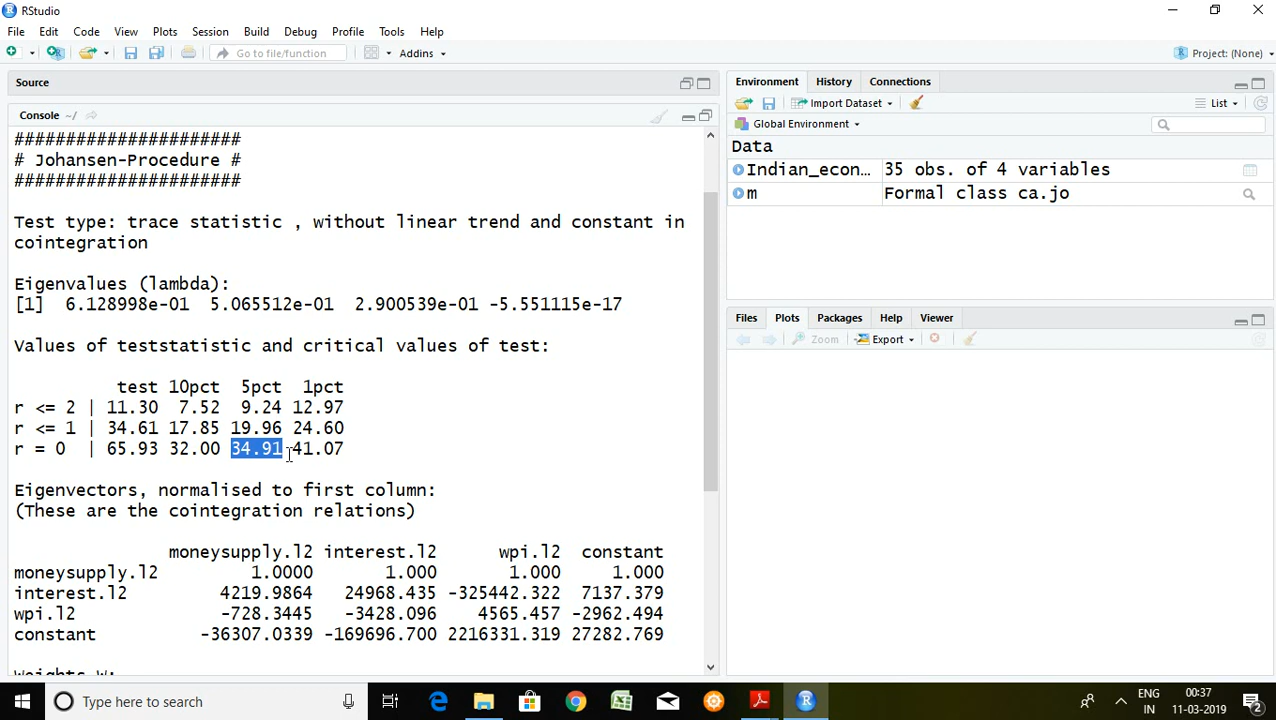 RStudio
File Edit Code View Plots Session Build Debug Profile Tools Help
Go to file/function Addins Project: (None)
Source
Console ~/
######################
# Johansen-Procedure #
######################
Test type: trace statistic , without linear trend and constant in
cointegration
Eigenvalues (lambda):
[1] 6.128998e-01 5.065512e-01 2.900539e-01 -5.551115e-17
Values of teststatistic and critical values of test:
test 10pct 5pct 1pct
r <= 2 | 11.30 7.52 9.24 12.97
r <= 1 | 34.61 17.85 19.96 24.60
r = 0 | 65.93 32.00 34.91 41.07
Eigenvectors, normalised to first column:
(These are the cointegration relations)
moneysupply.l2 interest.l2 wpi.l2 constant
moneysupply.l2 1.0000 1.000 1.000 1.000
interest.l2 4219.9864 24968.435 -325442.322 7137.379
wpi.l2 -728.3445 -3428.096 4565.457 -2962.494
constant -36307.0339 -169696.700 2216331.319 27282.769
Weights W:
Environment History Connections
Import Dataset List
Global Environment
Data
Indian_econ… 35 obs. of 4 variables
m Formal class ca.jo
Files Plots Packages Help Viewer
Zoom Export
Type here to search
ENG
IN
00:37
11-03-2019
2